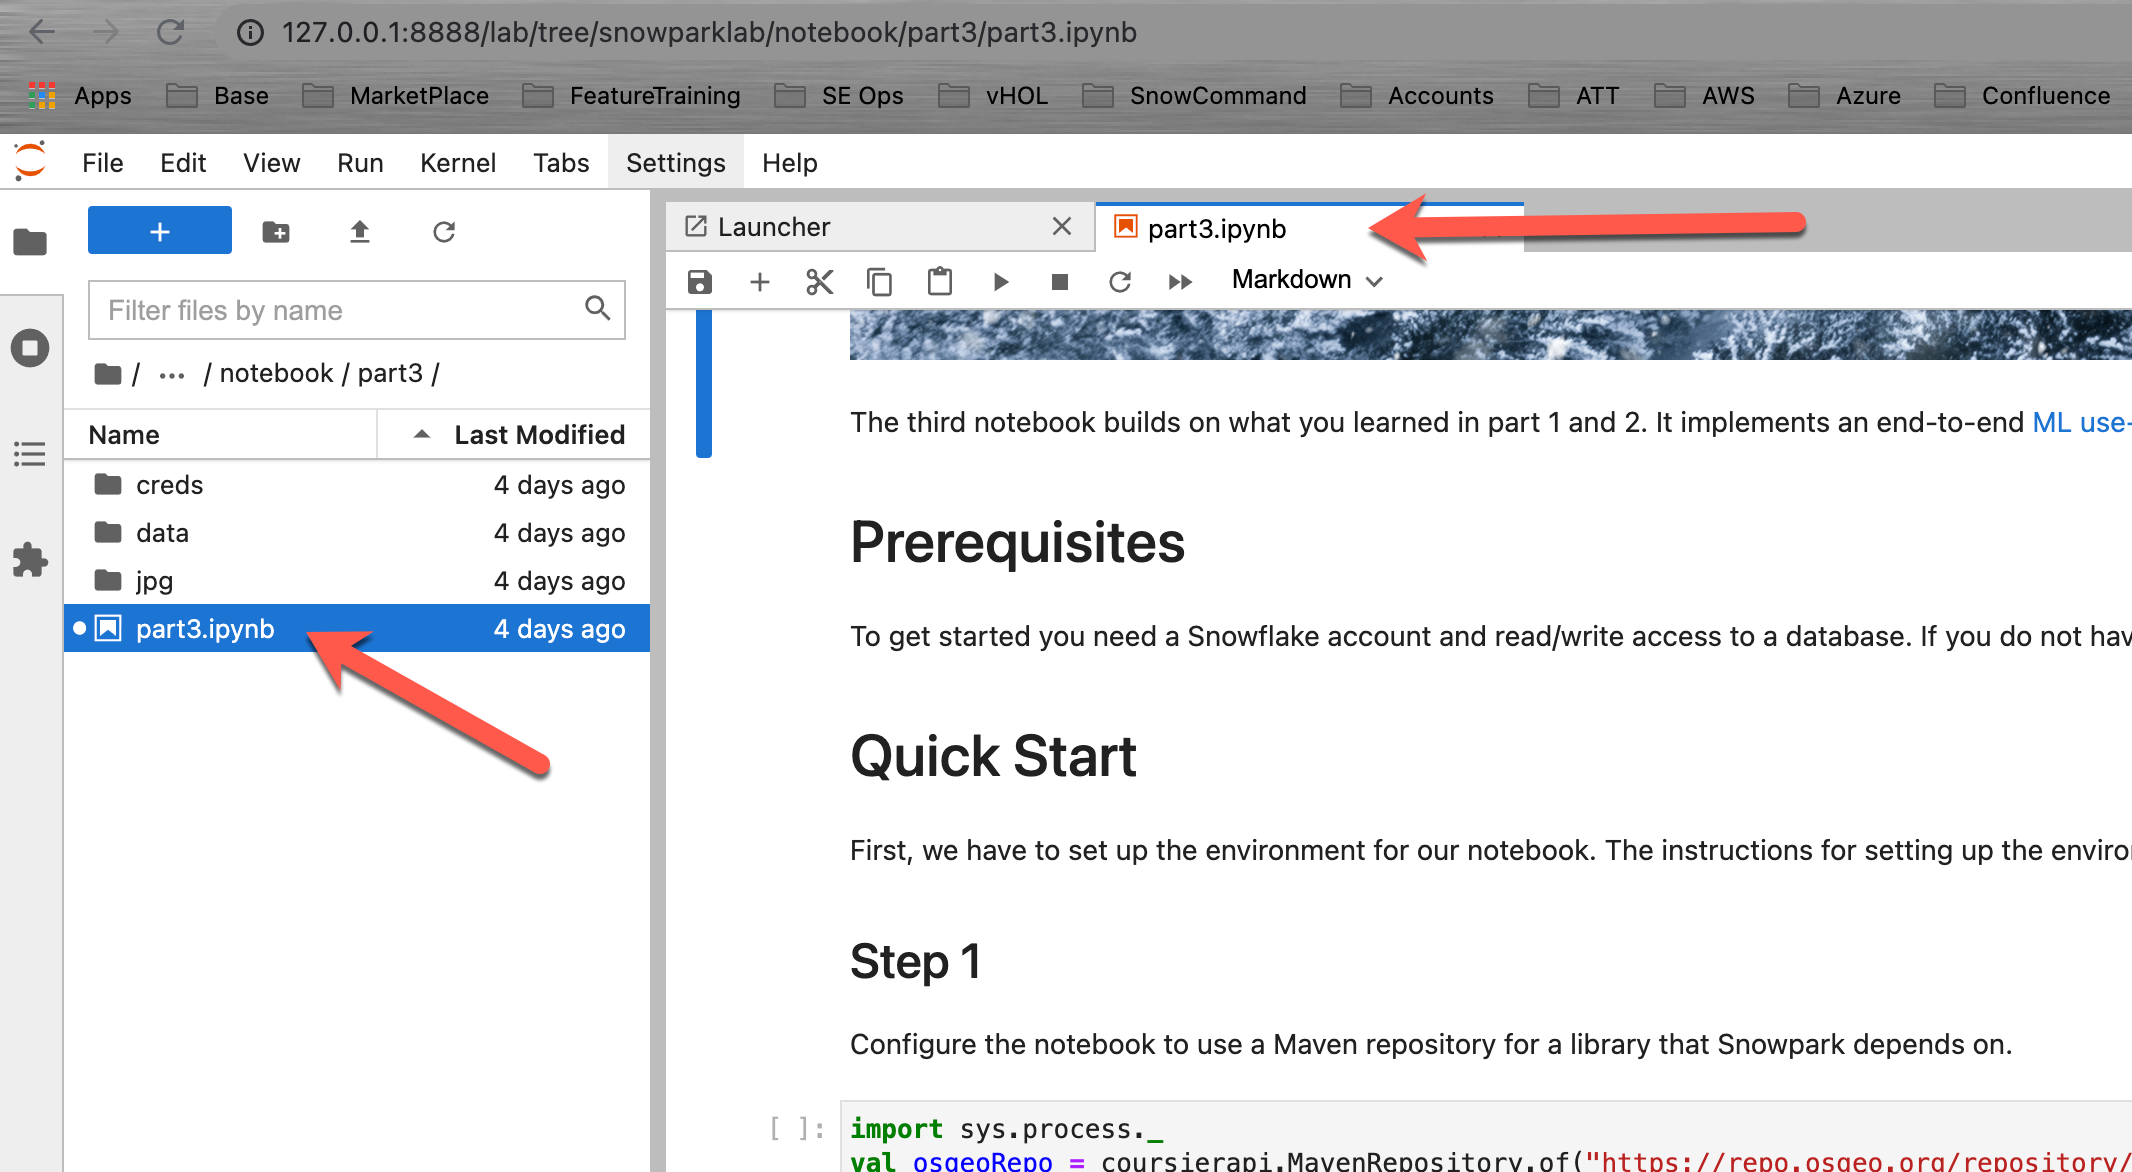 127.0.0.1:8888/lab/tree/snowparklab/notebook/part3/part3.ipynb
Apps Base MarketPlace FeatureTraining SE Ops vHOL SnowCommand Accounts ATT AWS Azure Confluence
File Edit View Run Kernel Tabs Settings Help
Filter files by name
/ ... / notebook / part3 /
Name Last Modified
creds 4 days ago
data 4 days ago
jpg 4 days ago
part3.ipynb 4 days ago
Launcher part3.ipynb
Markdown
The third notebook builds on what you learned in part 1 and 2. It implements an end-to-end ML use-
Prerequisites
To get started you need a Snowflake account and read/write access to a database. If you do not hav
Quick Start
First, we have to set up the environment for our notebook. The instructions for setting up the enviro
Step 1
Configure the notebook to use a Maven repository for a library that Snowpark depends on.
[ ]: import sys.process._
val osgeoRepo = coursierapi.MavenRepository.of("https://repo.osgeo.org/repository/